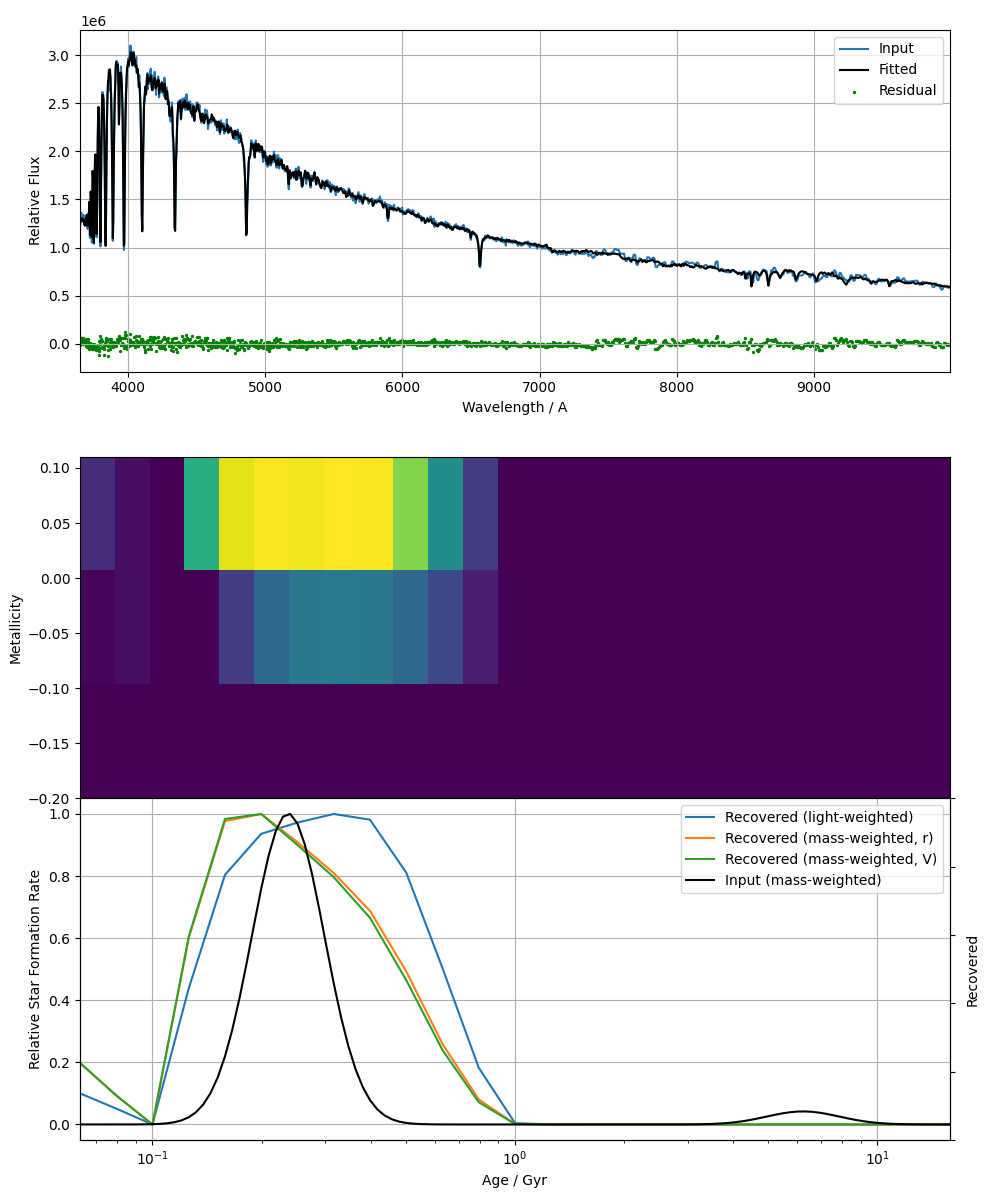 1e6
3.0
2.5
2.0
1.5
1.0
0.5
0.0
Relative Flux
Input
Fitted
Residual
4000 5000 6000 7000 8000 9000
Wavelength / A
0.10
0.05
0.00
−0.05
−0.10
−0.15
−0.20
Metallicity
1.0
0.8
0.6
0.4
0.2
0.0
Relative Star Formation Rate
Recovered (light-weighted)
Recovered (mass-weighted, r)
Recovered (mass-weighted, V)
Input (mass-weighted)
Recovered
10⁻¹ 10⁰ 10¹
Age / Gyr